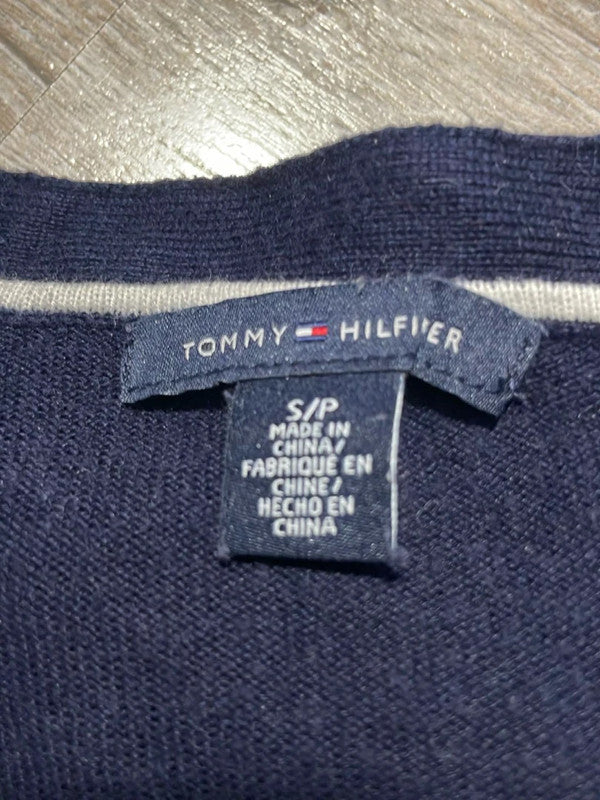 TOMMY HILFIGER
S/P
MADE IN
CHINA/
FABRIQUÉ EN
CHINE/
HECHO EN
CHINA